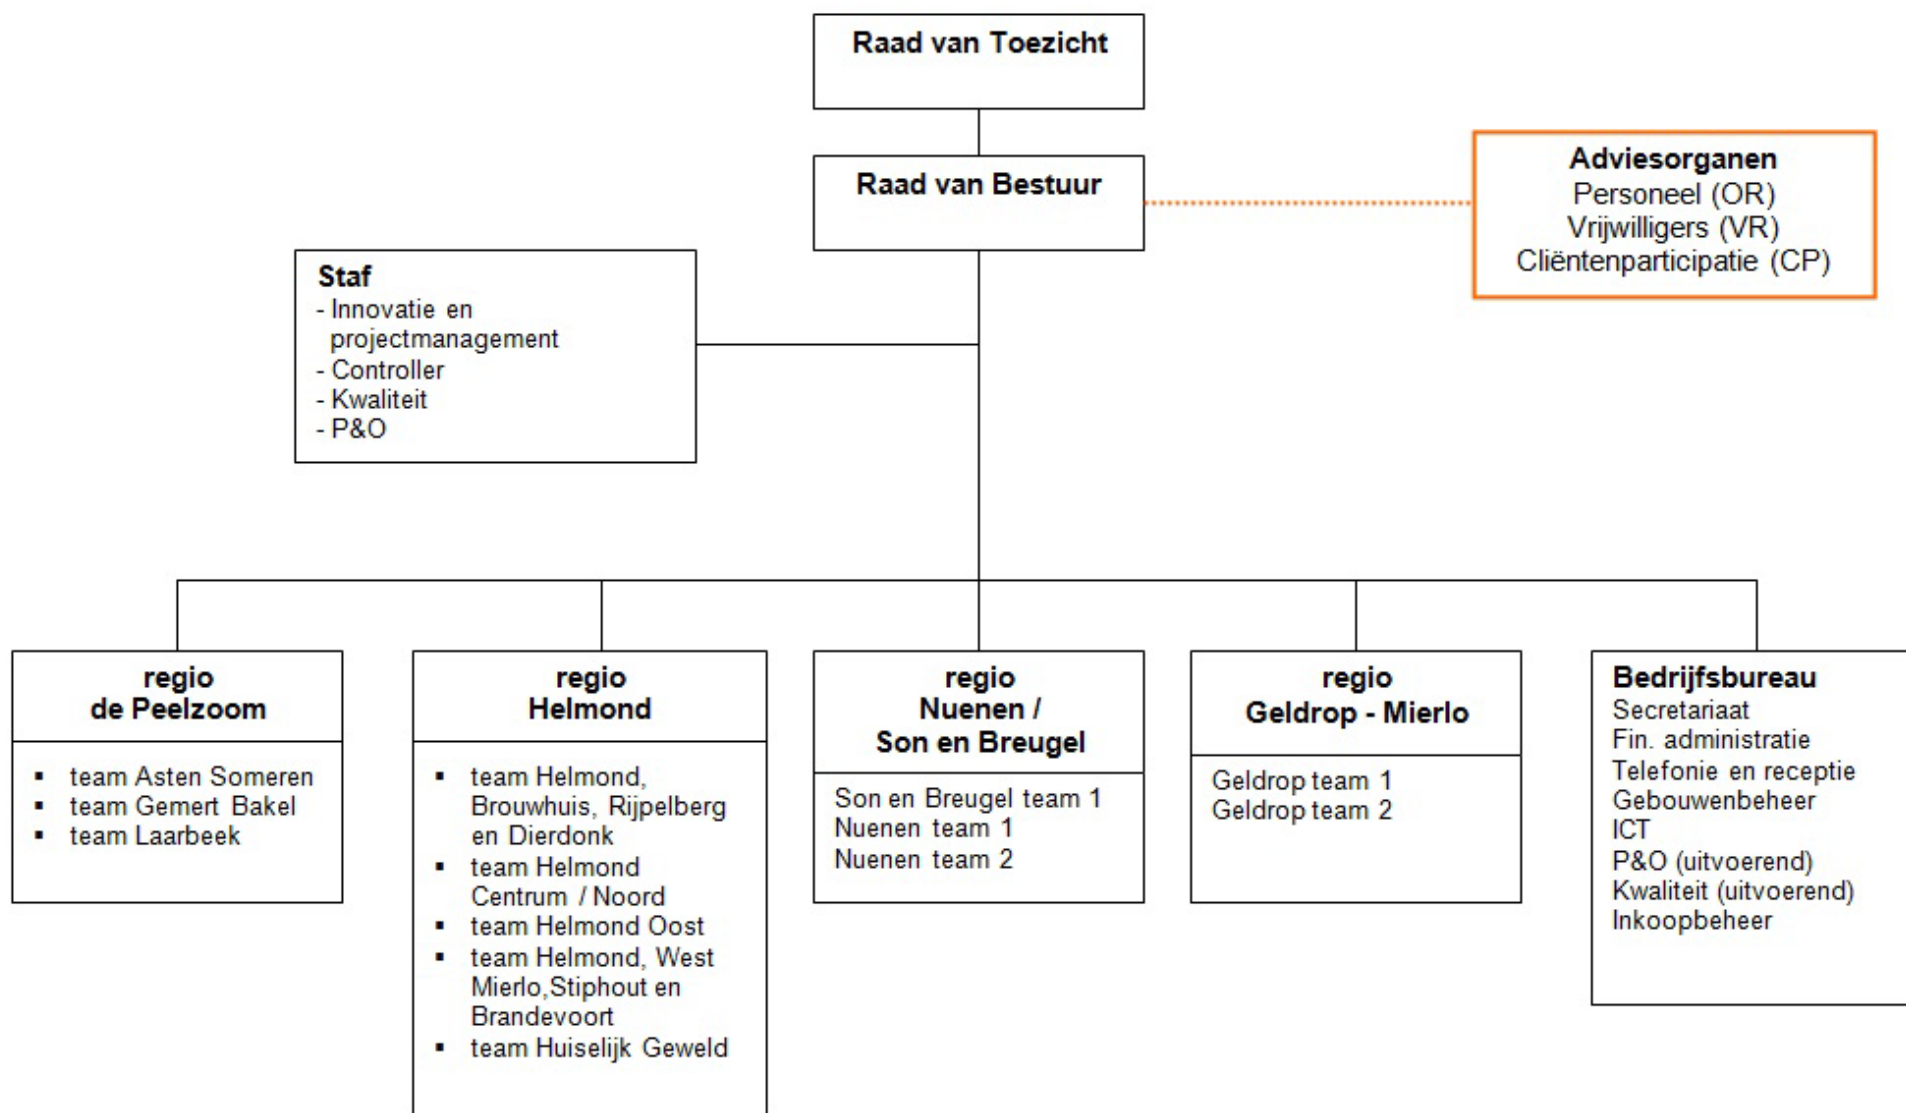 Raad van Toezicht
Raad van Bestuur
Adviesorganen
Personeel (OR)
Vrijwilligers (VR)
Cliëntenparticipatie (CP)
Staf
- Innovatie en
projectmanagement
- Controller
- Kwaliteit
- P&O
regio
de Peelzoom
▪ team Asten Someren
▪ team Gemert Bakel
▪ team Laarbeek
regio
Helmond
▪ team Helmond,
Brouwhuis, Rijpelberg
en Dierdonk
▪ team Helmond
Centrum / Noord
▪ team Helmond Oost
▪ team Helmond, West
Mierlo,Stiphout en
Brandevoort
▪ team Huiselijk Geweld
regio
Nuenen /
Son en Breugel
Son en Breugel team 1
Nuenen team 1
Nuenen team 2
regio
Geldrop - Mierlo
Geldrop team 1
Geldrop team 2
Bedrijfsbureau
Secretariaat
Fin. administratie
Telefonie en receptie
Gebouwenbeheer
ICT
P&O (uitvoerend)
Kwaliteit (uitvoerend)
Inkoopbeheer